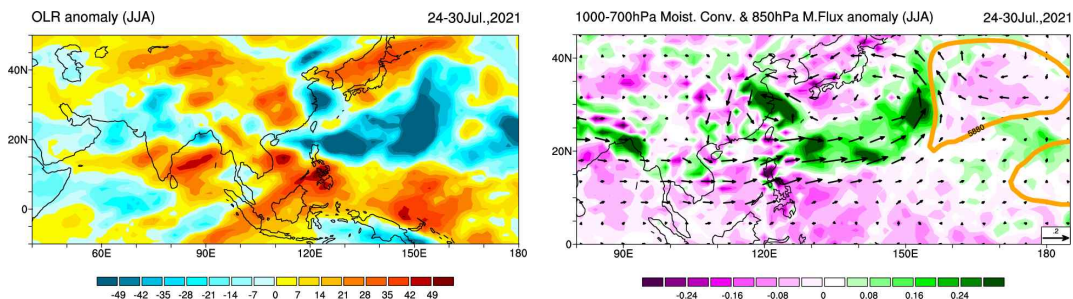 OLR anomaly (JJA) 24-30Jul.,2021
40N
20N
0
60E 90E 120E 150E 180
-49 -42 -35 -28 -21 -14 -7 0 7 14 21 28 35 42 49
1000-700hPa Moist. Conv. & 850hPa M.Flux anomaly (JJA) 24-30Jul.,2021
40N
20N
0
5880
.2
90E 120E 150E 180
-0.24 -0.16 -0.08 0 0.08 0.16 0.24